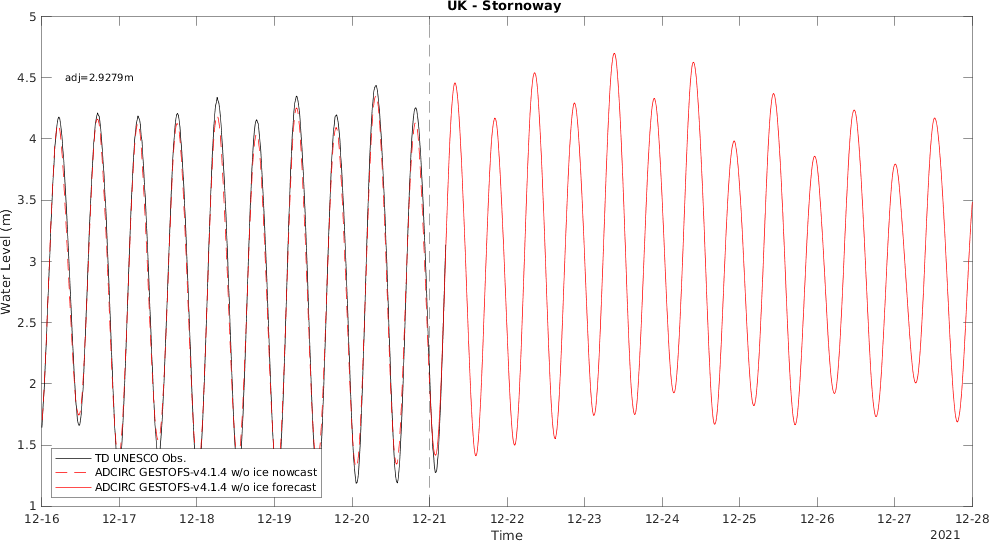 UK - Stornoway
5
4.5
4
3.5
3
2.5
2
1.5
1
Water Level (m)
adj=2.9279m
TD UNESCO Obs.
ADCIRC GESTOFS-v4.1.4 w/o ice nowcast
ADCIRC GESTOFS-v4.1.4 w/o ice forecast
12-16 12-17 12-18 12-19 12-20 12-21 12-22 12-23 12-24 12-25 12-26 12-27 12-28
Time
2021